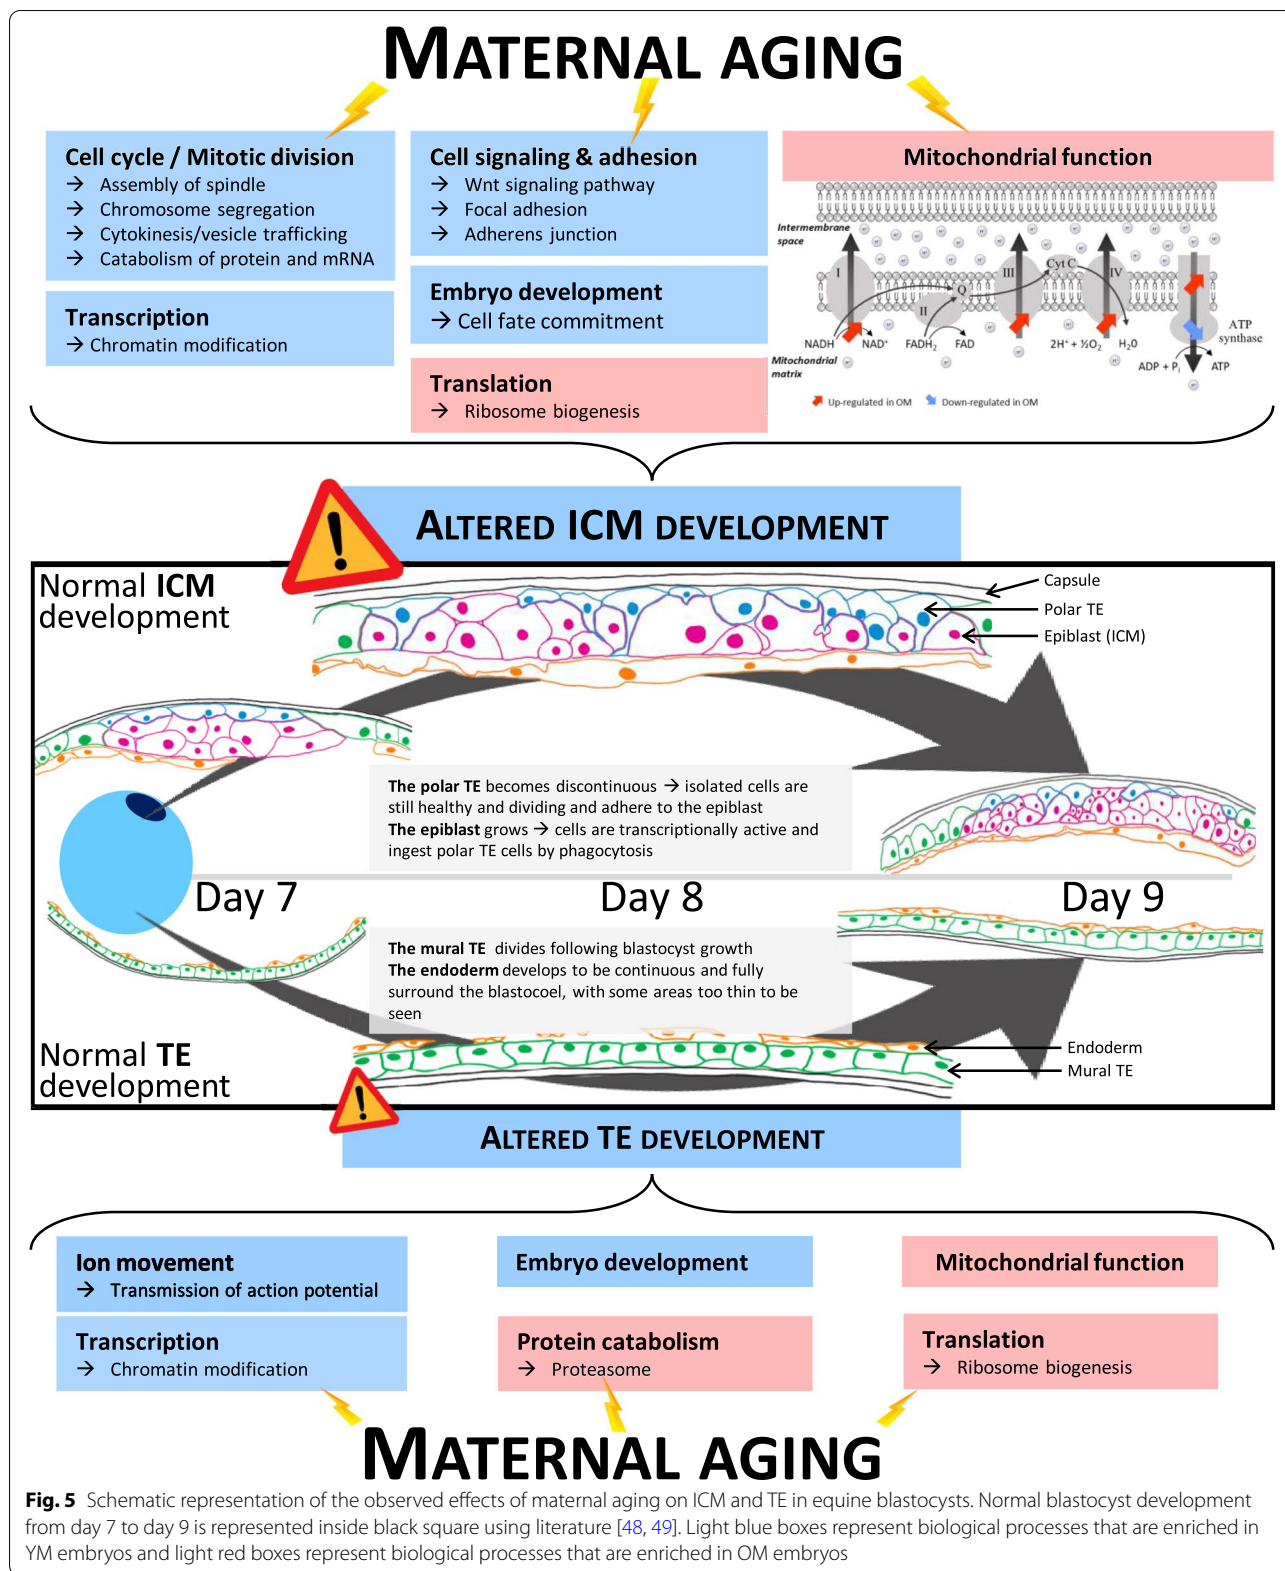 MATERNAL AGING
Cell cycle / Mitotic division
→ Assembly of spindle
→ Chromosome segregation
→ Cytokinesis/vesicle trafficking
→ Catabolism of protein and mRNA
Transcription
→ Chromatin modification
Cell signaling & adhesion
→ Wnt signaling pathway
→ Focal adhesion
→ Adherens junction
Embryo development
→ Cell fate commitment
Translation
→ Ribosome biogenesis
Mitochondrial function
Intermembrane
space
I
II
Q
III
Cyt C
IV
NADH
NAD⁺
FADH₂
FAD
2H⁺ + ½O₂
H₂O
ATP
synthase
ADP + Pᵢ
ATP
Mitochondrial
matrix
Up-regulated in OM
Down-regulated in OM
ALTERED ICM DEVELOPMENT
Normal ICM
development
Capsule
Polar TE
Epiblast (ICM)
The polar TE becomes discontinuous → isolated cells are
still healthy and dividing and adhere to the epiblast
The epiblast grows → cells are transcriptionally active and
ingest polar TE cells by phagocytosis
Day 7
Day 8
Day 9
The mural TE divides following blastocyst growth
The endoderm develops to be continuous and fully
surround the blastocoel, with some areas too thin to be
seen
Normal TE
development
Endoderm
Mural TE
ALTERED TE DEVELOPMENT
Ion movement
→ Transmission of action potential
Transcription
→ Chromatin modification
Embryo development
Protein catabolism
→ Proteasome
Mitochondrial function
Translation
→ Ribosome biogenesis
MATERNAL AGING
Fig. 5 Schematic representation of the observed effects of maternal aging on ICM and TE in equine blastocysts. Normal blastocyst development
from day 7 to day 9 is represented inside black square using literature [48, 49]. Light blue boxes represent biological processes that are enriched in
YM embryos and light red boxes represent biological processes that are enriched in OM embryos